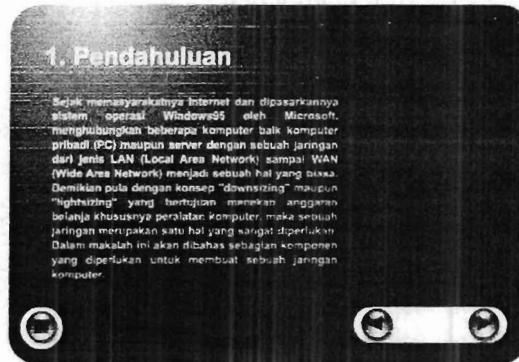 1. Pendahuluan
Sejak memasyarakatnya Internet dan dipasarkannya
sistem operasi Windows95 oleh Microsoft,
menghubungkan beberapa komputer baik komputer
pribadi (PC) maupun server dengan sebuah jaringan
dari jenis LAN (Local Area Network) sampai WAN
(Wide Area Network) menjadi sebuah hal yang biasa.
Demikian pula dengan konsep "downsizing" maupun
"lightsizing" yang bertujuan menekan anggaran
belanja khususnya peralatan komputer, maka sebuah
jaringan merupakan satu hal yang sangat diperlukan.
Dalam makalah ini akan dibahas sebagian komponen
yang diperlukan untuk membuat sebuah jaringan
komputer.